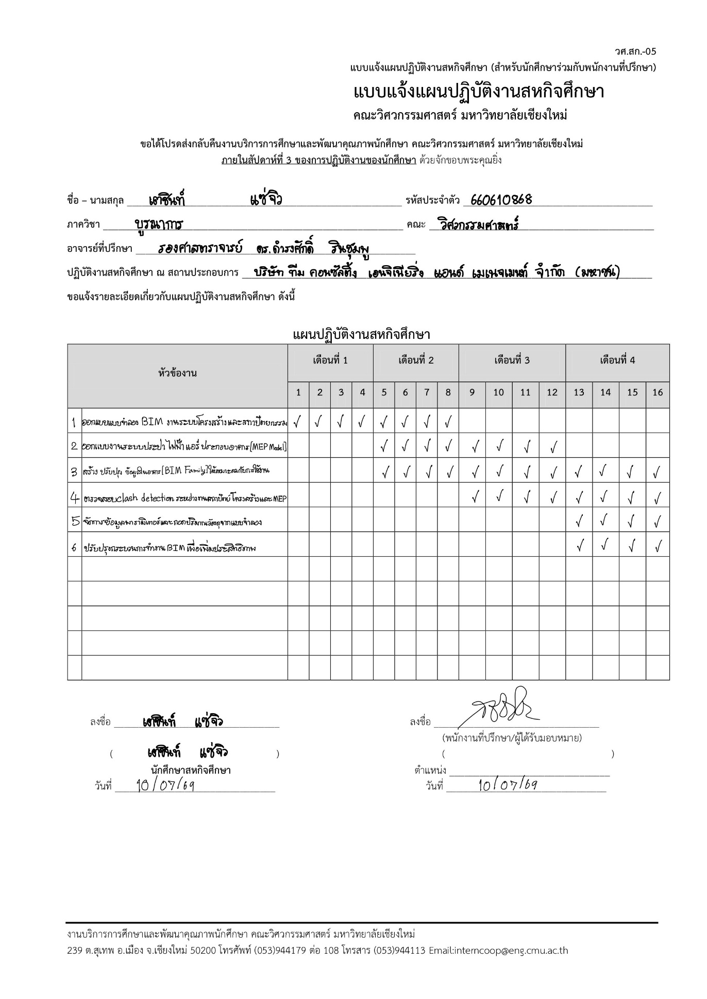 วศ.สก.-05
แบบแจ้งแผนปฏิบัติงานสหกิจศึกษา (สำหรับนักศึกษาร่วมกับพนักงานที่ปรึกษา)
แบบแจ้งแผนปฏิบัติงานสหกิจศึกษา
คณะวิศวกรรมศาสตร์ มหาวิทยาลัยเชียงใหม่
ขอได้โปรดส่งกลับคืนงานบริการการศึกษาและพัฒนาคุณภาพนักศึกษา คณะวิศวกรรมศาสตร์ มหาวิทยาลัยเชียงใหม่
ภายในสัปดาห์ที่ 3 ของการปฏิบัติงานของนักศึกษา ด้วยจักขอบพระคุณยิ่ง
ชื่อ – นามสกุล เตชินท์ แซ่จิว รหัสประจำตัว 660610868
ภาควิชา บูรณาการ คณะ วิศวกรรมศาสตร์
อาจารย์ที่ปรึกษา รองศาสตราจารย์ ดร.ดำรงศักดิ์ รินชุมพู
ปฏิบัติงานสหกิจศึกษา ณ สถานประกอบการ บริษัท ทีม คอนซัลติ้ง เอนจิเนียริ่ง แอนด์ แมเนจเมนท์ จำกัด (มหาชน)
ขอแจ้งรายละเอียดเกี่ยวกับแผนปฏิบัติงานสหกิจศึกษา ดังนี้
แผนปฏิบัติงานสหกิจศึกษา
หัวข้องาน เดือนที่ 1 เดือนที่ 2 เดือนที่ 3 เดือนที่ 4
1 2 3 4 5 6 7 8 9 10 11 12 13 14 15 16
1 ออกแบบแบบจำลอง BIM งานระบบโครงสร้างและสถาปัตยกรรม ✓ ✓ ✓ ✓ ✓ ✓ ✓ ✓
2 ออกแบบงานระบบประปา ไฟฟ้า แอร์ ประกอบอาคาร[MEP Model] ✓ ✓ ✓ ✓ ✓ ✓ ✓ ✓
3 สร้าง ปรับปรุง ข้อมูลในอาคาร[BIM Family]ให้เหมาะสมกับการใช้งาน ✓ ✓ ✓ ✓ ✓ ✓ ✓ ✓ ✓ ✓ ✓ ✓
4 ตรวจสอบclash detection ระหว่างงานสถาปัตย์ โครงสร้างและ MEP ✓ ✓ ✓ ✓ ✓ ✓ ✓ ✓
5 จัดการข้อมูลพารามิเตอร์และถอดปริมาณวัสดุจากแบบจำลอง ✓ ✓ ✓ ✓
6 ปรับปรุงกระบวนการทำงาน BIM เพื่อเพิ่มประสิทธิภาพ ✓ ✓ ✓ ✓
ลงชื่อ เตชินท์ แซ่จิว ลงชื่อ
(พนักงานที่ปรึกษา/ผู้ได้รับมอบหมาย)
( เตชินท์ แซ่จิว ) ( )
นักศึกษาสหกิจศึกษา ตำแหน่ง
วันที่ 10/07/69 วันที่ 10/07/69
งานบริการการศึกษาและพัฒนาคุณภาพนักศึกษา คณะวิศวกรรมศาสตร์ มหาวิทยาลัยเชียงใหม่
239 ต.สุเทพ อ.เมือง จ.เชียงใหม่ 50200 โทรศัพท์ (053)944179 ต่อ 108 โทรสาร (053)944113 Email:interncoop@eng.cmu.ac.th